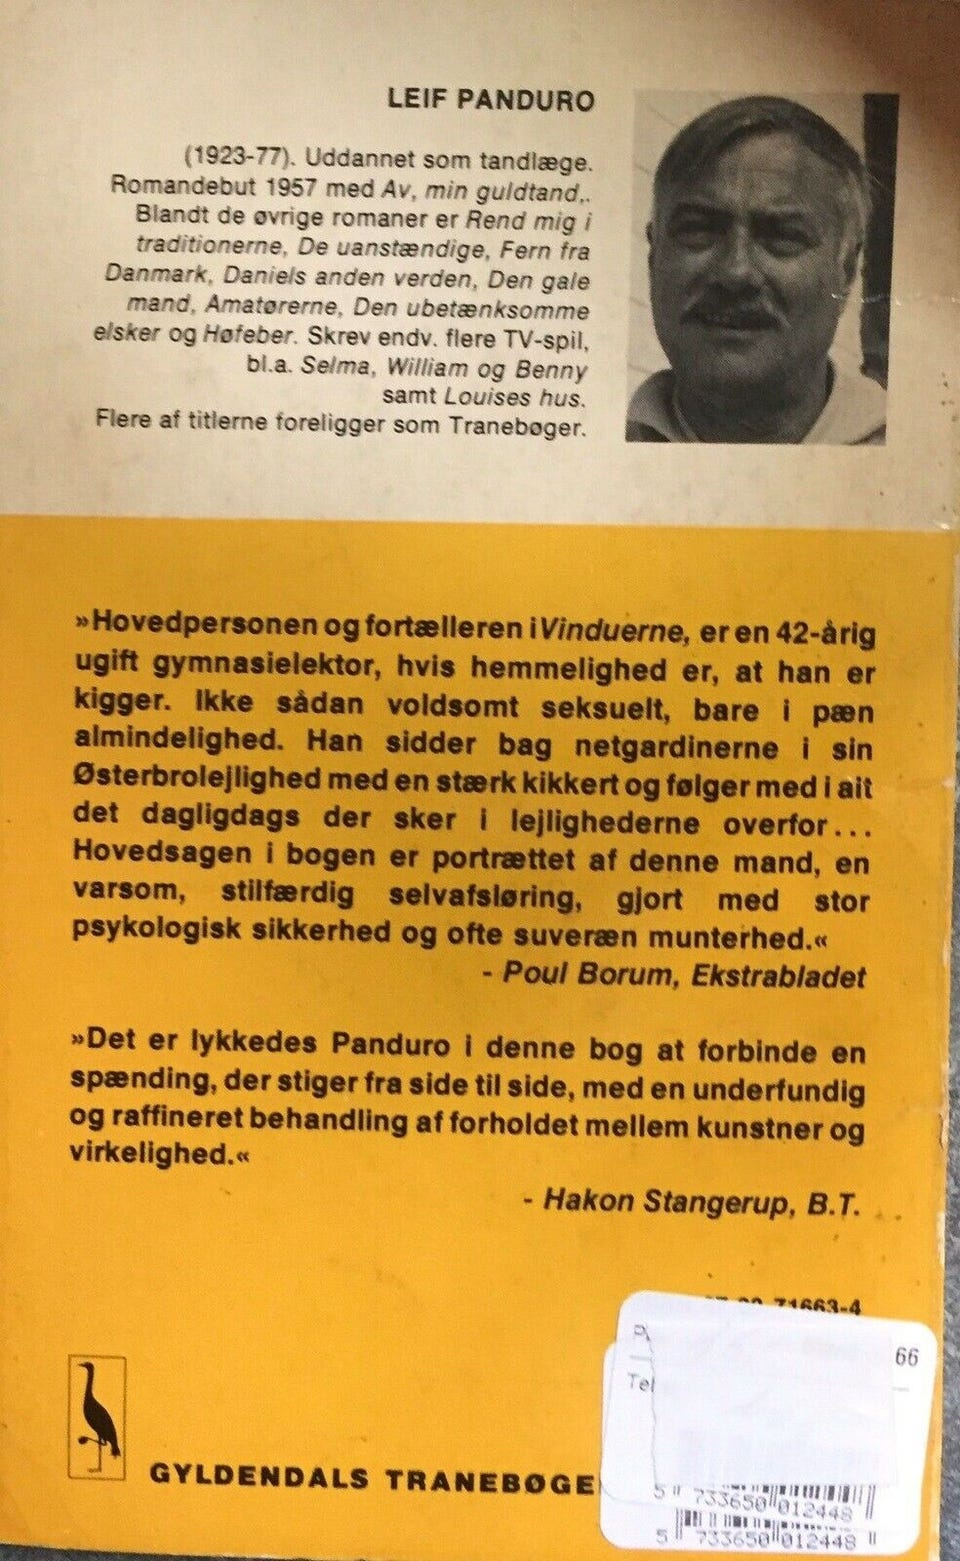 LEIF PANDURO
(1923-77). Uddannet som tandlæge.
Romandebut 1957 med Av, min guldtand,.
Blandt de øvrige romaner er Rend mig i
traditionerne, De uanstændige, Fern fra
Danmark, Daniels anden verden, Den gale
mand, Amatørerne, Den ubetænksomme
elsker og Høfeber. Skrev endv. flere TV-spil,
bl.a. Selma, William og Benny
samt Louises hus.
Flere af titlerne foreligger som Tranebøger.
»Hovedpersonen og fortælleren i Vinduerne, er en 42-årig
ugift gymnasielektor, hvis hemmelighed er, at han er
kigger. Ikke sådan voldsomt seksuelt, bare i pæn
almindelighed. Han sidder bag netgardinerne i sin
Østerbrolejlighed med en stærk kikkert og følger med i alt
det dagligdags der sker i lejlighederne overfor...
Hovedsagen i bogen er portrættet af denne mand, en
varsom, stilfærdig selvafsløring, gjort med stor
psykologisk sikkerhed og ofte suveræn munterhed.«
- Poul Borum, Ekstrabladet
»Det er lykkedes Panduro i denne bog at forbinde en
spænding, der stiger fra side til side, med en underfundig
og raffineret behandling af forholdet mellem kunstner og
virkelighed.«
- Hakon Stangerup, B.T.
71663-4
66
Tel
5 733650 012448
5 733650 012448
GYLDENDALS TRANEBØGE